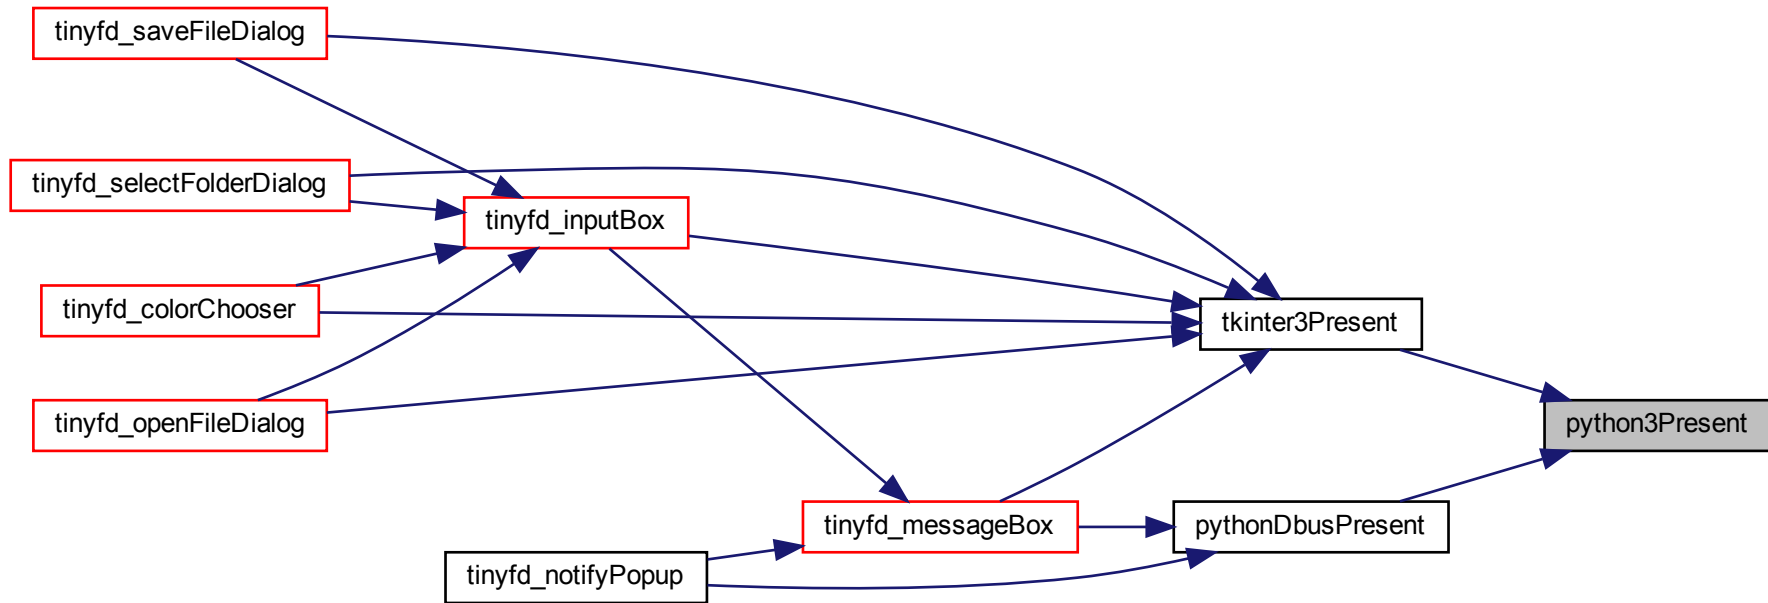 tinyfd_saveFileDialog
tinyfd_selectFolderDialog
tinyfd_inputBox
tinyfd_colorChooser
tkinter3Present
tinyfd_openFileDialog
python3Present
tinyfd_messageBox
pythonDbusPresent
tinyfd_notifyPopup